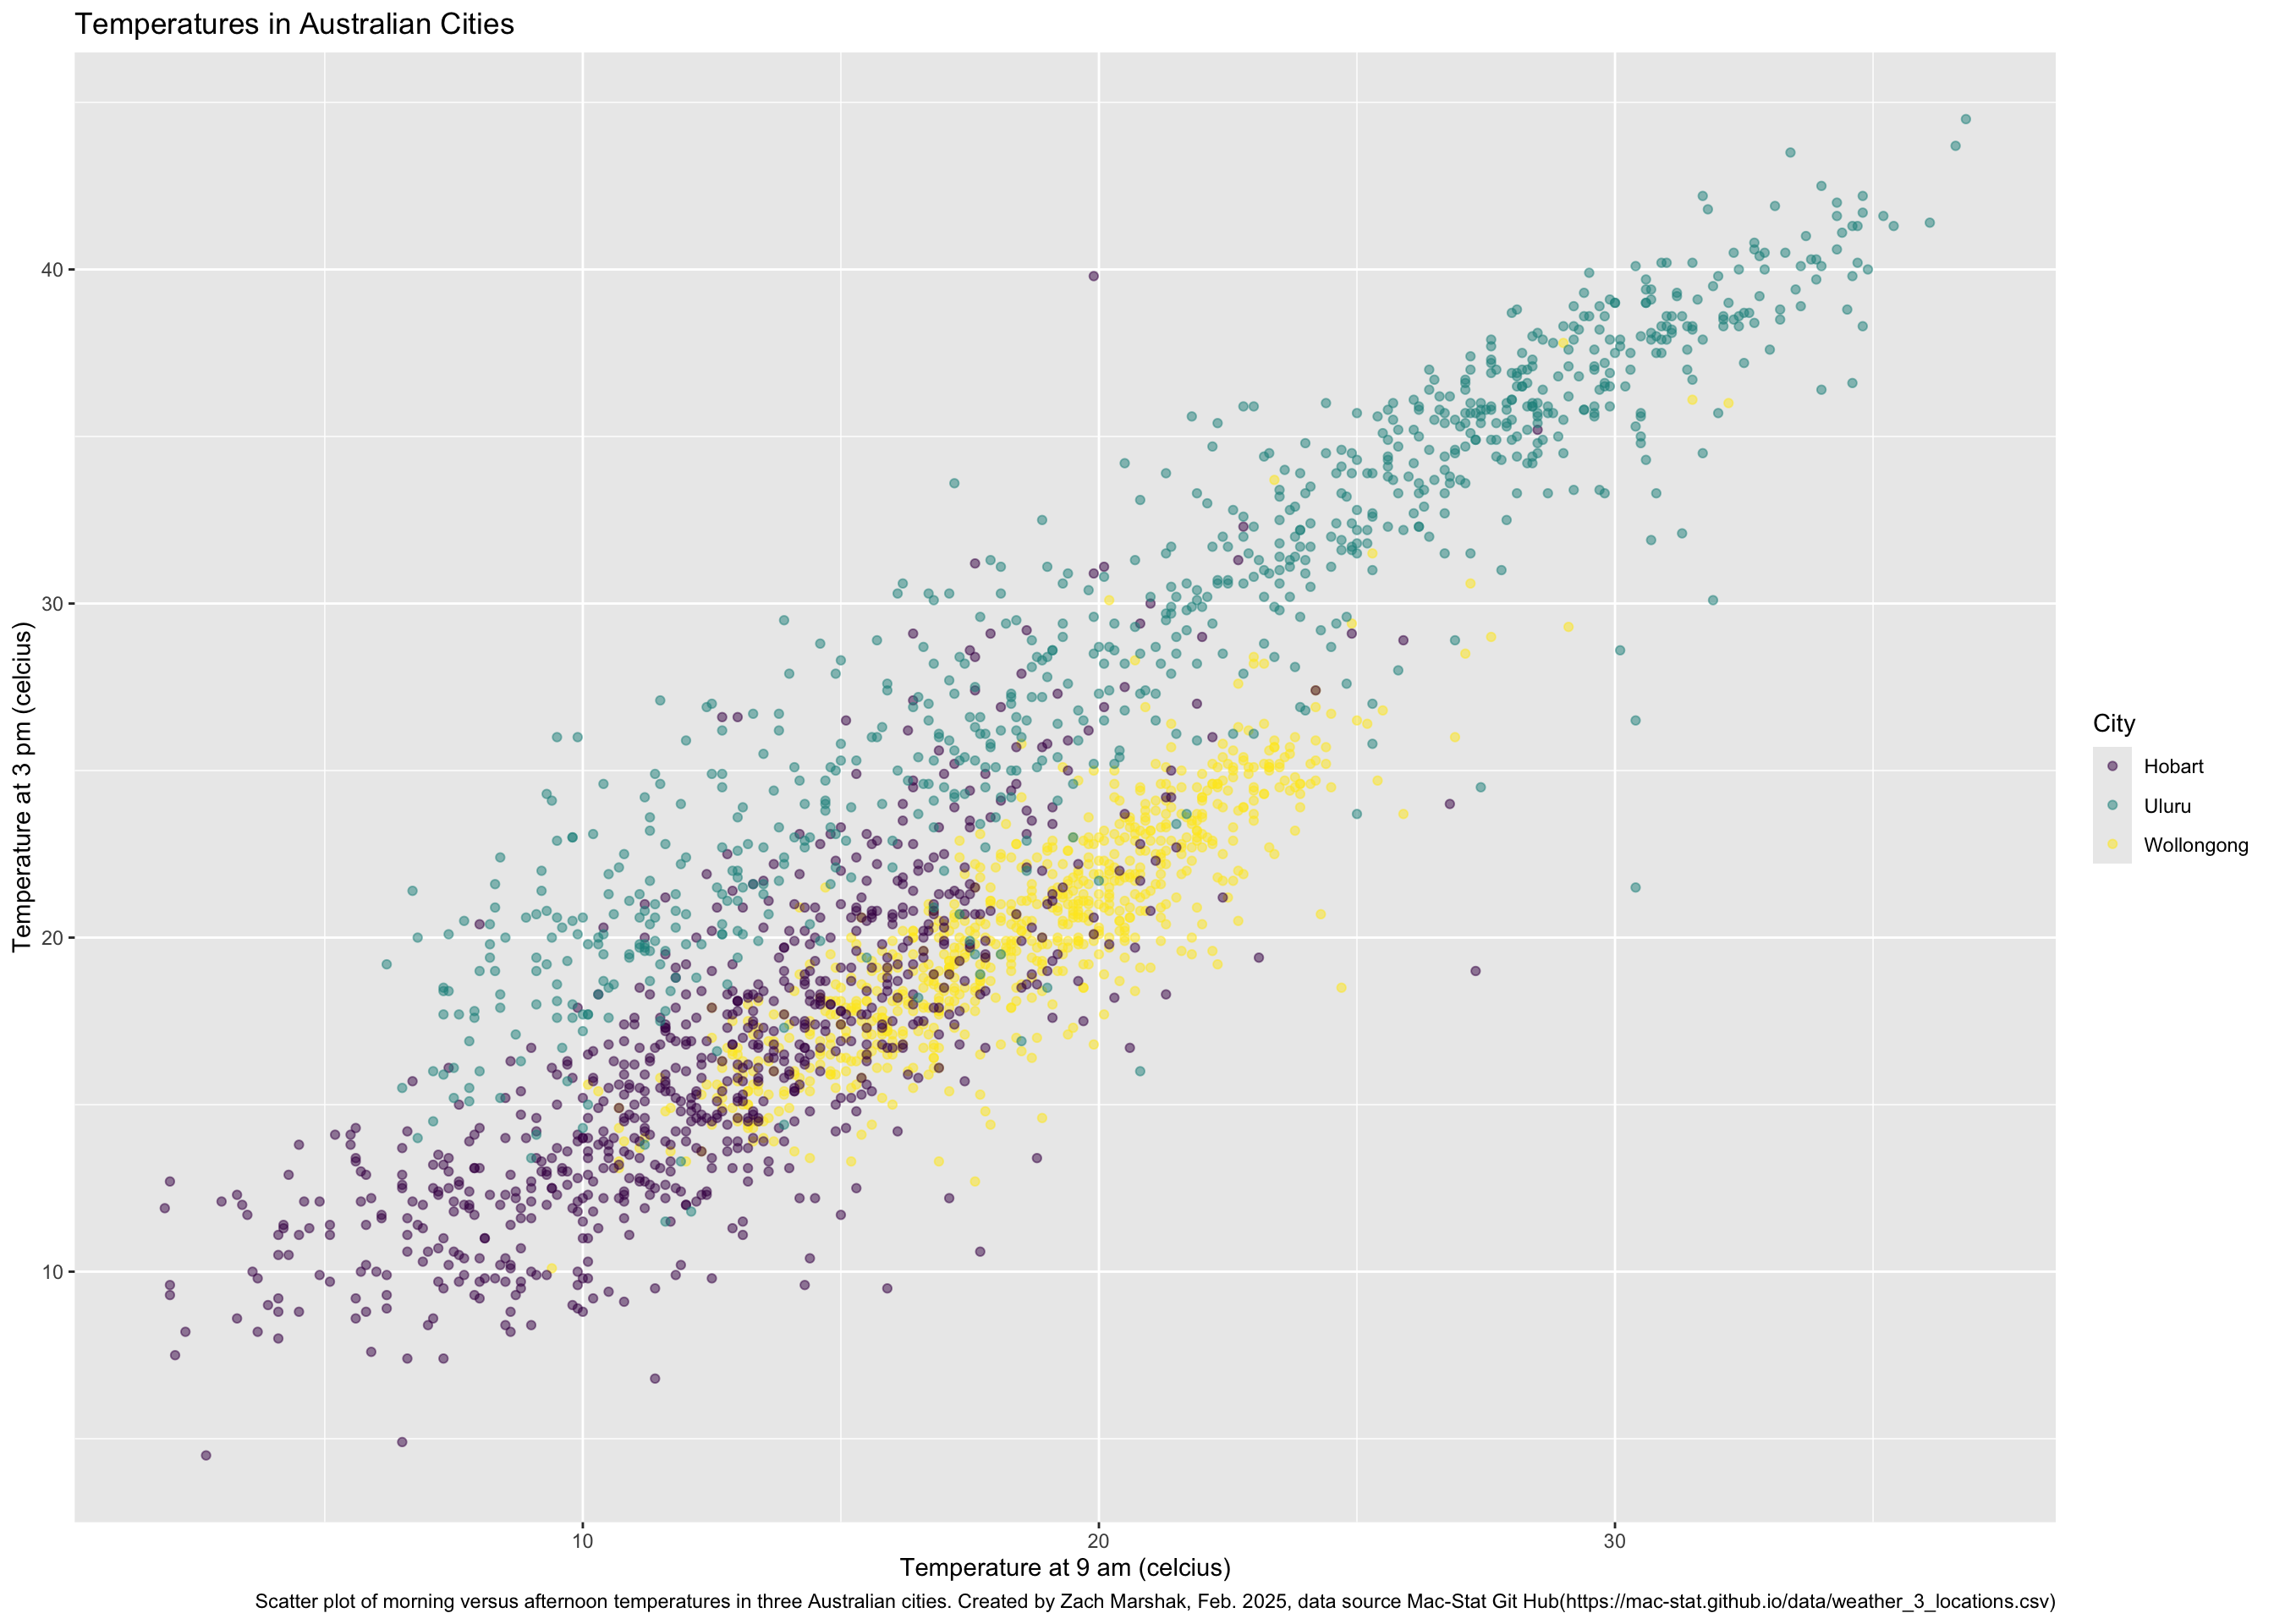 Temperatures in Australian Cities
40
30
20
10
Temperature at 3 pm (celcius)
10 20 30
Temperature at 9 am (celcius)
City
Hobart
Uluru
Wollongong
Scatter plot of morning versus afternoon temperatures in three Australian cities. Created by Zach Marshak, Feb. 2025, data source Mac-Stat Git Hub(https://mac-stat.github.io/data/weather_3_locations.csv)